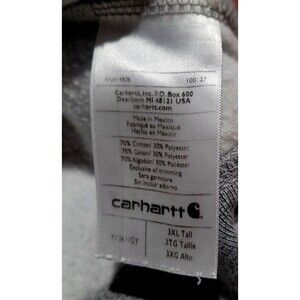 Carhartt, Inc. P.O. Box 600
Dearborn MI 48121 USA
carhartt.com
Made in Mexico
Fabriqué au Mexique
Hecho en México
70% Cotton/ 30% Polyester
70% Coton/ 30% Polyester
70% Algodón/ 30% Poliéster
Exclusive of trimming
Sans garniture
Sin incluir adorno
carhartt
3XL Tall
3TG Taille
3XG Alto